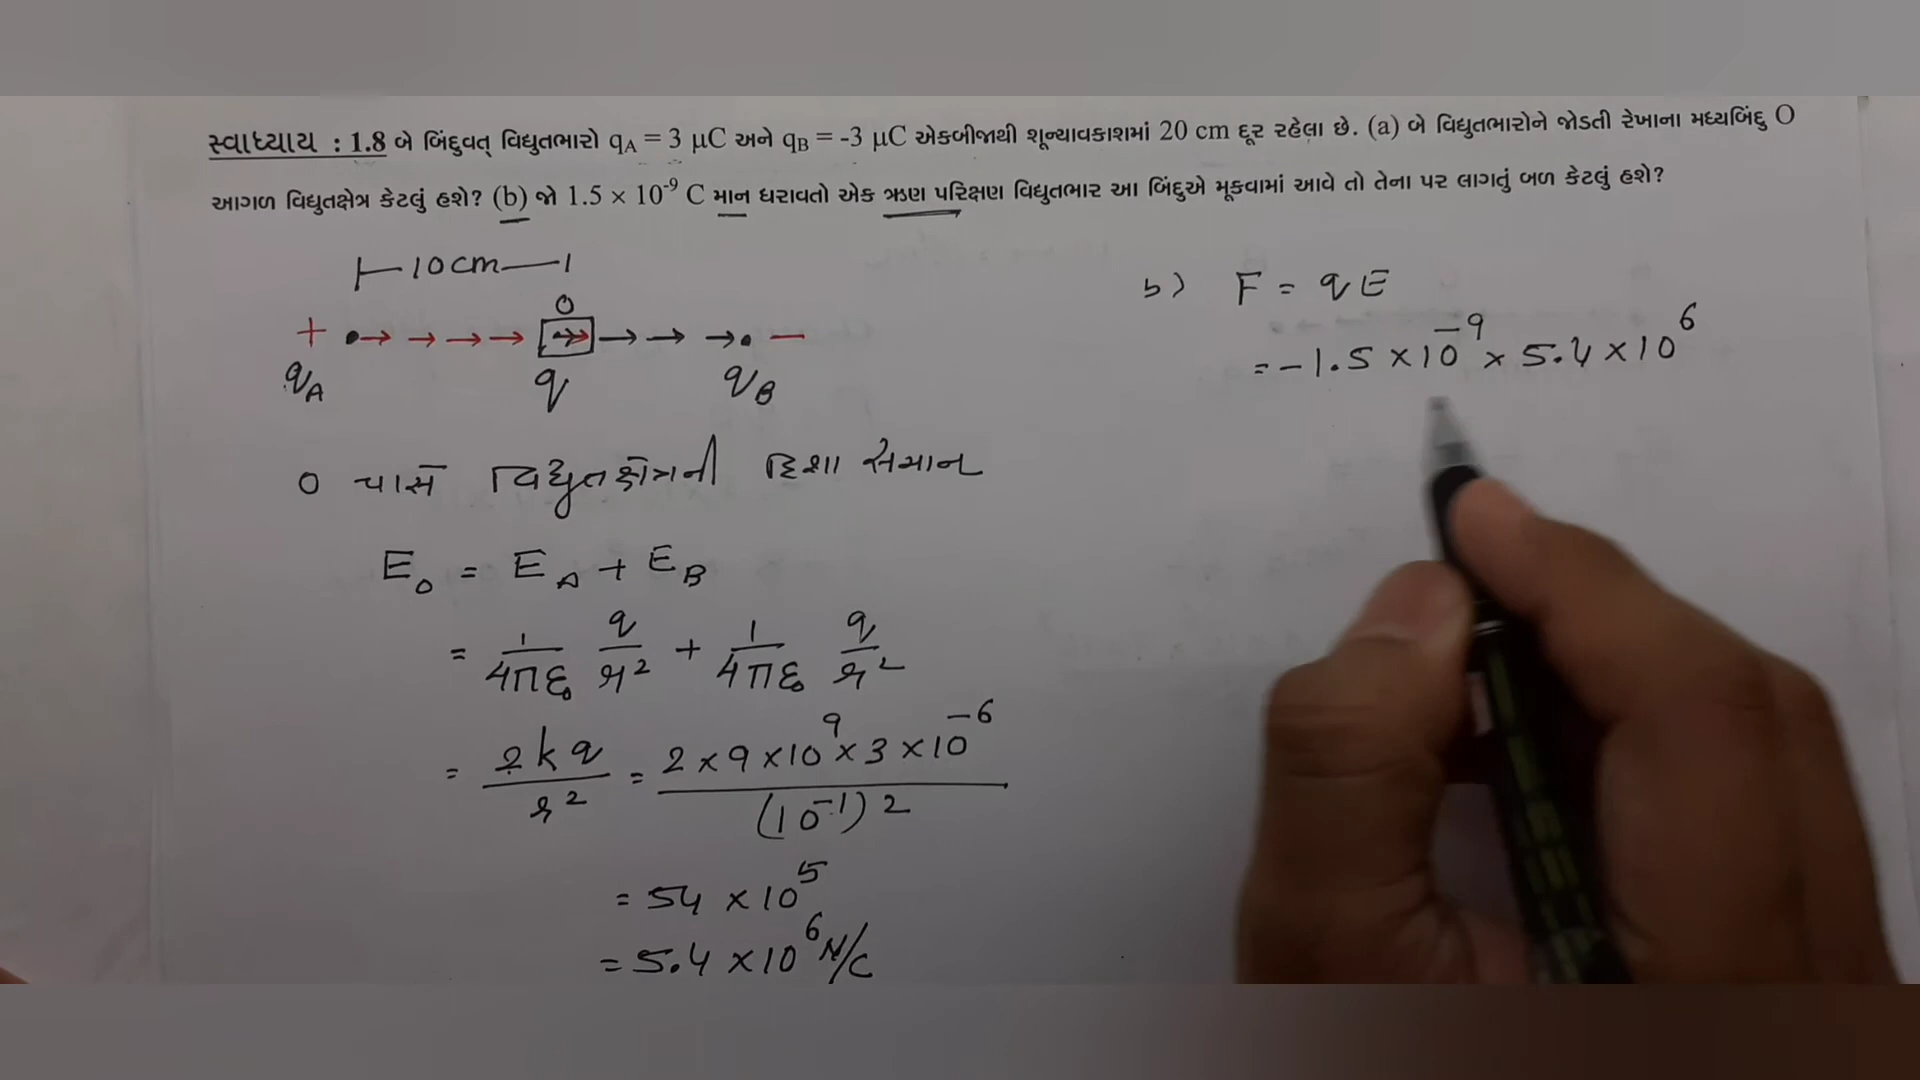 સ્વાધ્યાય : 1.8 બે બિંદુવત્ વિદ્યુતભારો qA = 3 μC અને qB = -3 μC એકબીજાથી શૂન્યાવકાશમાં 20 cm દૂર રહેલા છે. (a) બે વિદ્યુતભારોને જોડતી રેખાના મધ્યબિંદુ O
આગળ વિદ્યુતક્ષેત્ર કેટલું હશે? (b) જો 1.5 × 10⁻⁹ C માન ધરાવતો એક ઋણ પરિક્ષણ વિદ્યુતભાર આ બિંદુએ મૂકવામાં આવે તો તેના પર લાગતું બળ કેટલું હશે?
10cm
O
+ → → → → → → → → −
qA q qB
O પાસે વિદ્યુતક્ષેત્રની દિશા સમાન
E₀ = EA + EB
= 1/4πε₀ q/r² + 1/4πε₀ q/r²
= 2kq/r² = 2 × 9 × 10⁹ × 3 × 10⁻⁶/(10⁻¹)²
= 54 × 10⁵
= 5.4 × 10⁶ N/C
b) F = qE
= -1.5 × 10⁻⁹ × 5.4 × 10⁶